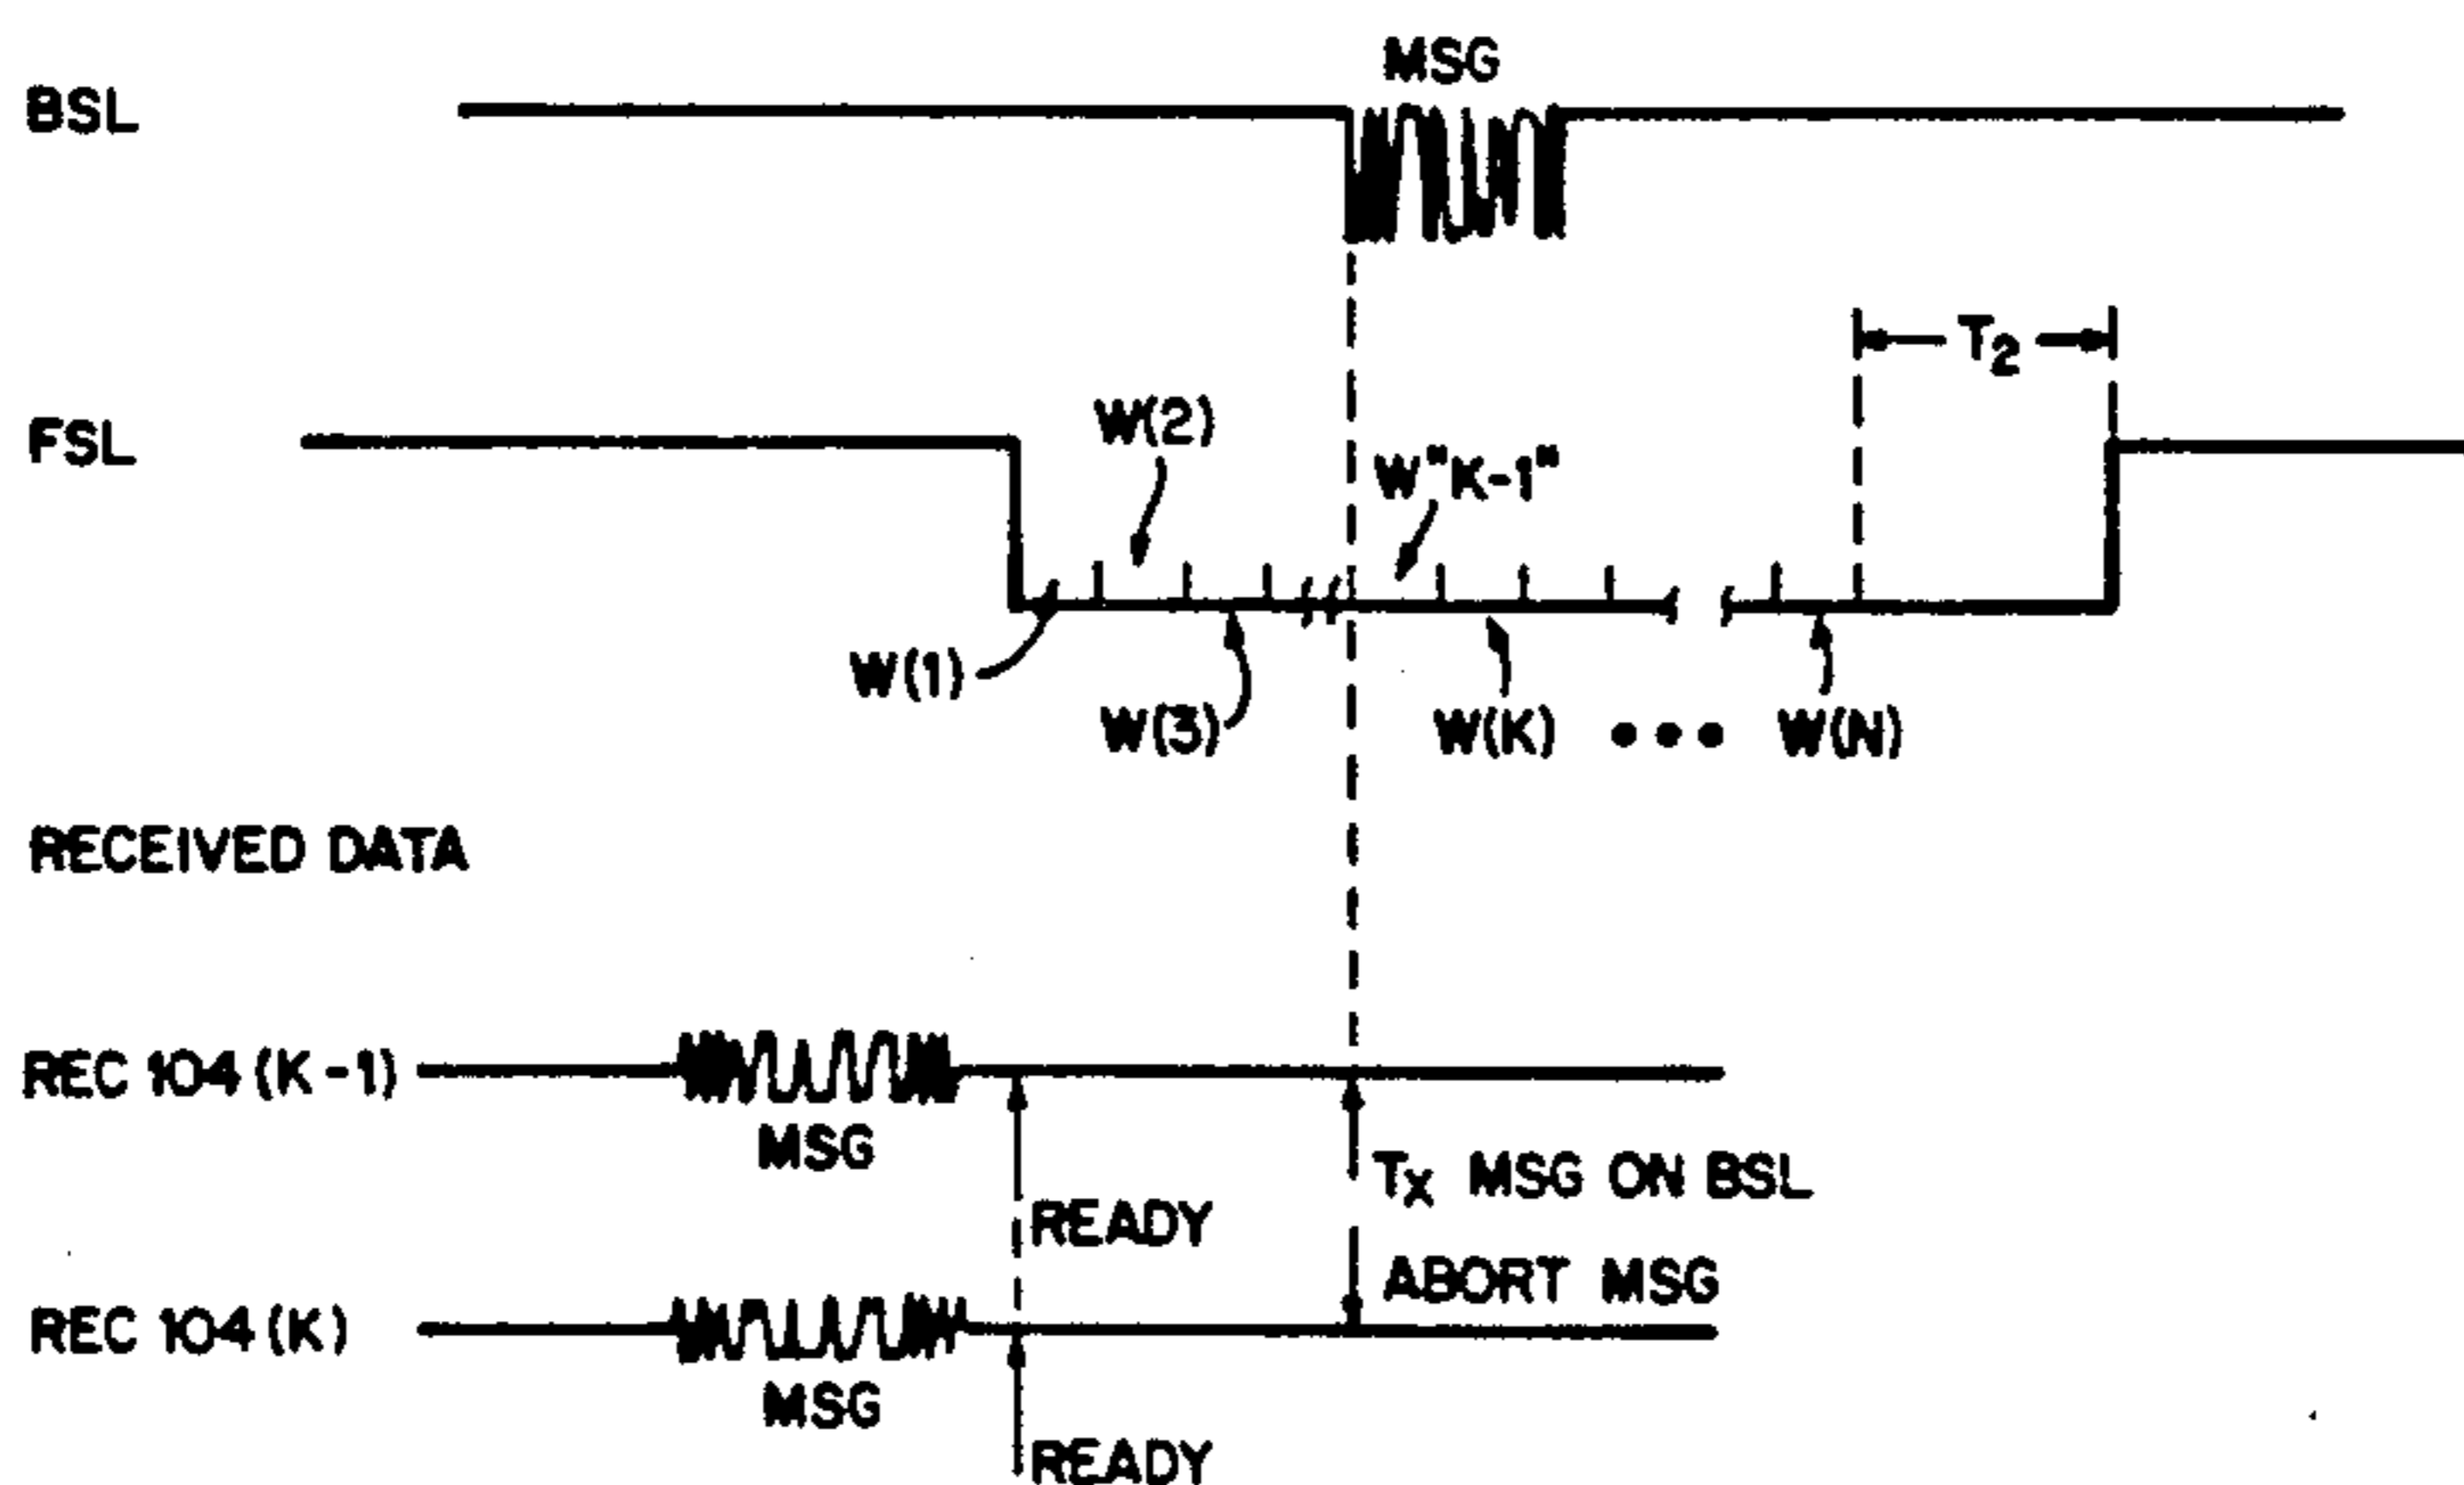 MSG
BSL
T2
W(2)
FSL
W"K-1"
W(1)
W(3)
W(K) ••• W(N)
RECEIVED DATA
REC 104 (K-1)
MSG
TX MSG ON BSL
READY
ABORT MSG
REC 104 (K)
MSG
READY